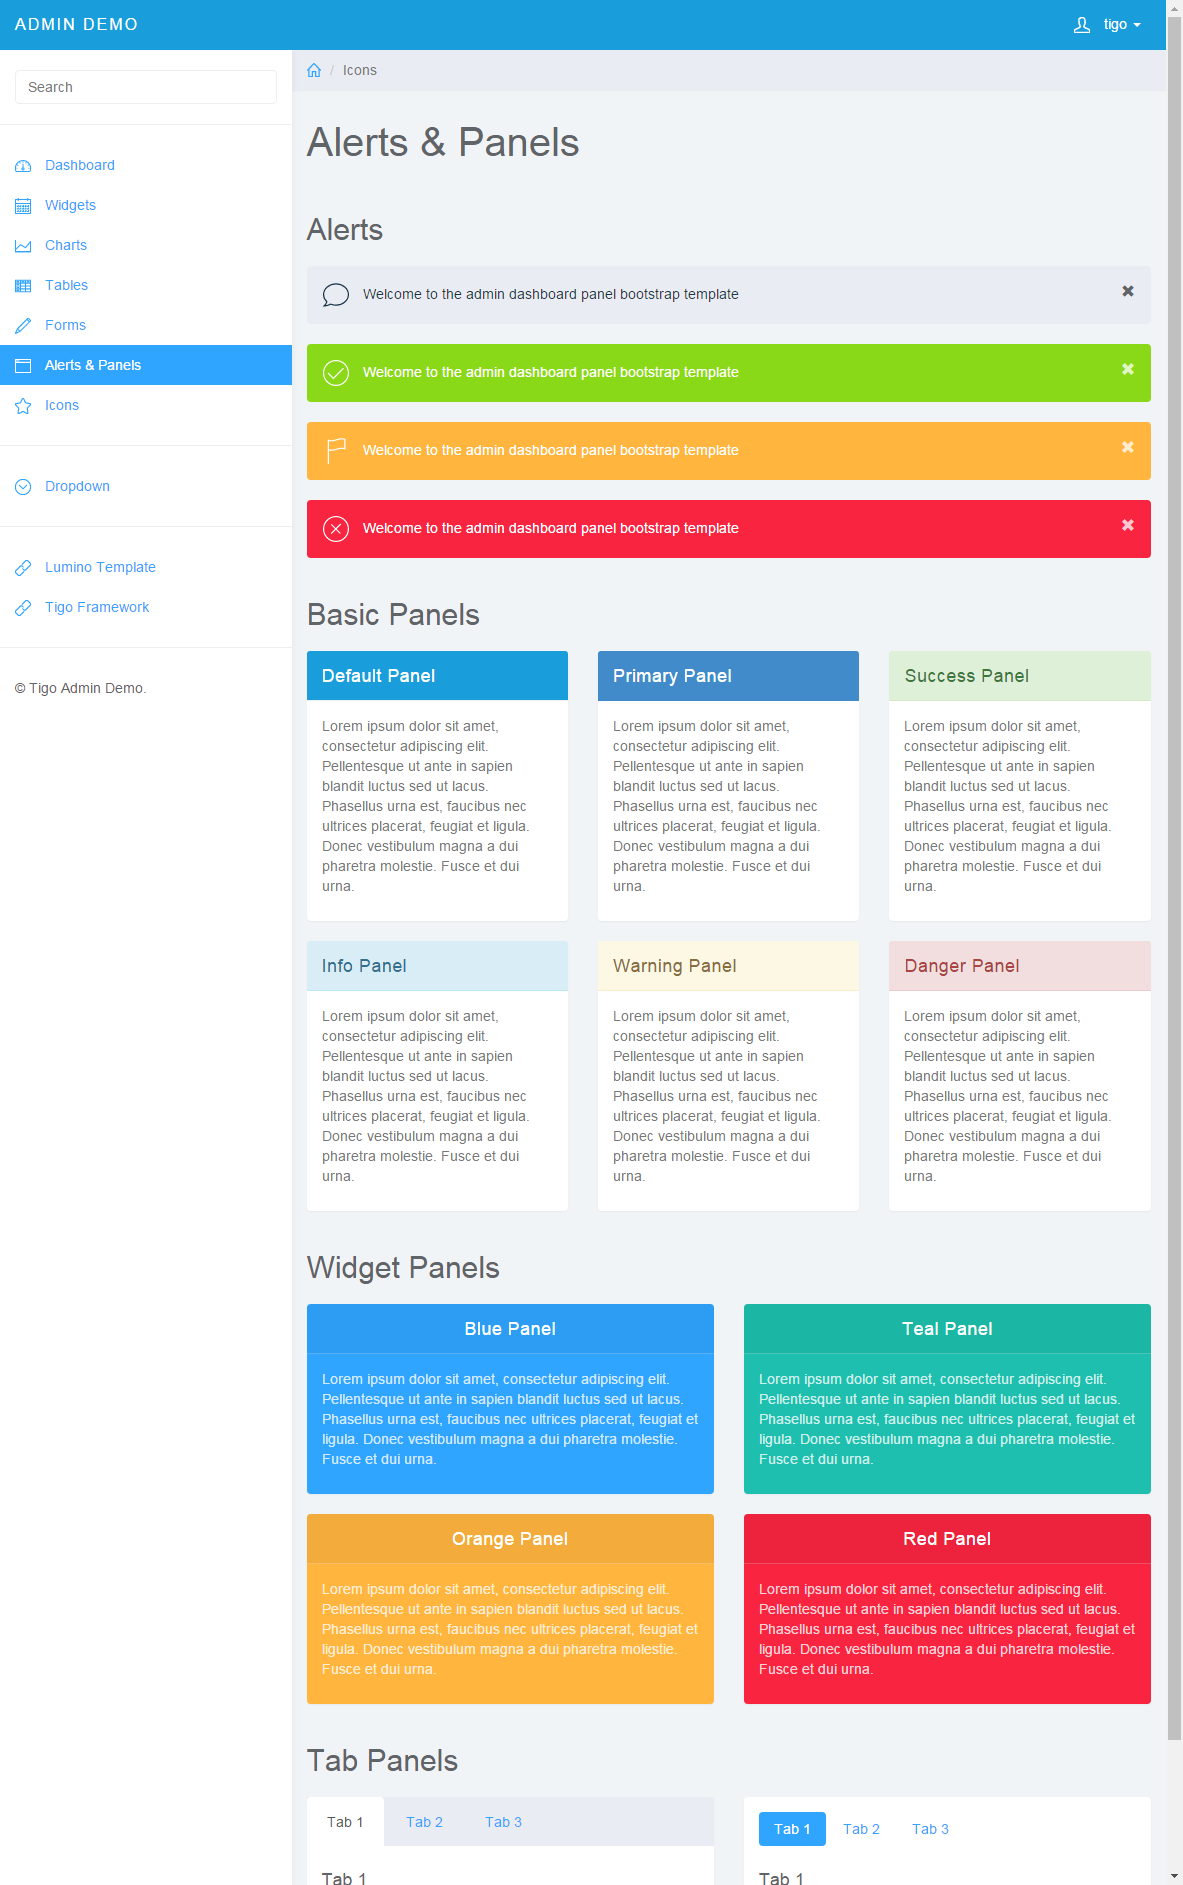 ADMIN DEMO
tigo
Search
Icons
Dashboard
Widgets
Charts
Tables
Forms
Alerts & Panels
Icons
Dropdown
Lumino Template
Tigo Framework
© Tigo Admin Demo.
Alerts & Panels
Alerts
Welcome to the admin dashboard panel bootstrap template
Welcome to the admin dashboard panel bootstrap template
Welcome to the admin dashboard panel bootstrap template
Welcome to the admin dashboard panel bootstrap template
Basic Panels
Default Panel
Lorem ipsum dolor sit amet,
consectetur adipiscing elit.
Pellentesque ut ante in sapien
blandit luctus sed ut lacus.
Phasellus urna est, faucibus nec
ultrices placerat, feugiat et ligula.
Donec vestibulum magna a dui
pharetra molestie. Fusce et dui
urna.
Primary Panel
Lorem ipsum dolor sit amet,
consectetur adipiscing elit.
Pellentesque ut ante in sapien
blandit luctus sed ut lacus.
Phasellus urna est, faucibus nec
ultrices placerat, feugiat et ligula.
Donec vestibulum magna a dui
pharetra molestie. Fusce et dui
urna.
Success Panel
Lorem ipsum dolor sit amet,
consectetur adipiscing elit.
Pellentesque ut ante in sapien
blandit luctus sed ut lacus.
Phasellus urna est, faucibus nec
ultrices placerat, feugiat et ligula.
Donec vestibulum magna a dui
pharetra molestie. Fusce et dui
urna.
Info Panel
Lorem ipsum dolor sit amet,
consectetur adipiscing elit.
Pellentesque ut ante in sapien
blandit luctus sed ut lacus.
Phasellus urna est, faucibus nec
ultrices placerat, feugiat et ligula.
Donec vestibulum magna a dui
pharetra molestie. Fusce et dui
urna.
Warning Panel
Lorem ipsum dolor sit amet,
consectetur adipiscing elit.
Pellentesque ut ante in sapien
blandit luctus sed ut lacus.
Phasellus urna est, faucibus nec
ultrices placerat, feugiat et ligula.
Donec vestibulum magna a dui
pharetra molestie. Fusce et dui
urna.
Danger Panel
Lorem ipsum dolor sit amet,
consectetur adipiscing elit.
Pellentesque ut ante in sapien
blandit luctus sed ut lacus.
Phasellus urna est, faucibus nec
ultrices placerat, feugiat et ligula.
Donec vestibulum magna a dui
pharetra molestie. Fusce et dui
urna.
Widget Panels
Blue Panel
Lorem ipsum dolor sit amet, consectetur adipiscing elit.
Pellentesque ut ante in sapien blandit luctus sed ut lacus.
Phasellus urna est, faucibus nec ultrices placerat, feugiat et
ligula. Donec vestibulum magna a dui pharetra molestie.
Fusce et dui urna.
Teal Panel
Lorem ipsum dolor sit amet, consectetur adipiscing elit.
Pellentesque ut ante in sapien blandit luctus sed ut lacus.
Phasellus urna est, faucibus nec ultrices placerat, feugiat et
ligula. Donec vestibulum magna a dui pharetra molestie.
Fusce et dui urna.
Orange Panel
Lorem ipsum dolor sit amet, consectetur adipiscing elit.
Pellentesque ut ante in sapien blandit luctus sed ut lacus.
Phasellus urna est, faucibus nec ultrices placerat, feugiat et
ligula. Donec vestibulum magna a dui pharetra molestie.
Fusce et dui urna.
Red Panel
Lorem ipsum dolor sit amet, consectetur adipiscing elit.
Pellentesque ut ante in sapien blandit luctus sed ut lacus.
Phasellus urna est, faucibus nec ultrices placerat, feugiat et
ligula. Donec vestibulum magna a dui pharetra molestie.
Fusce et dui urna.
Tab Panels
Tab 1 Tab 2 Tab 3
Tab 1
Tab 1 Tab 2 Tab 3
Tab 1